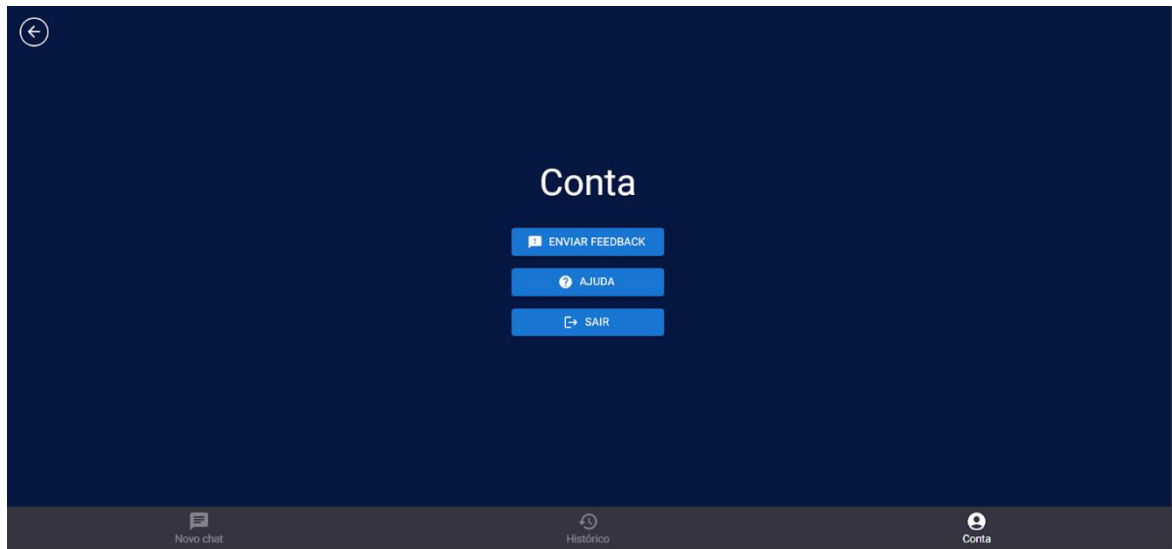 Conta
ENVIAR FEEDBACK
AJUDA
SAIR
Novo chat
Histórico
Conta